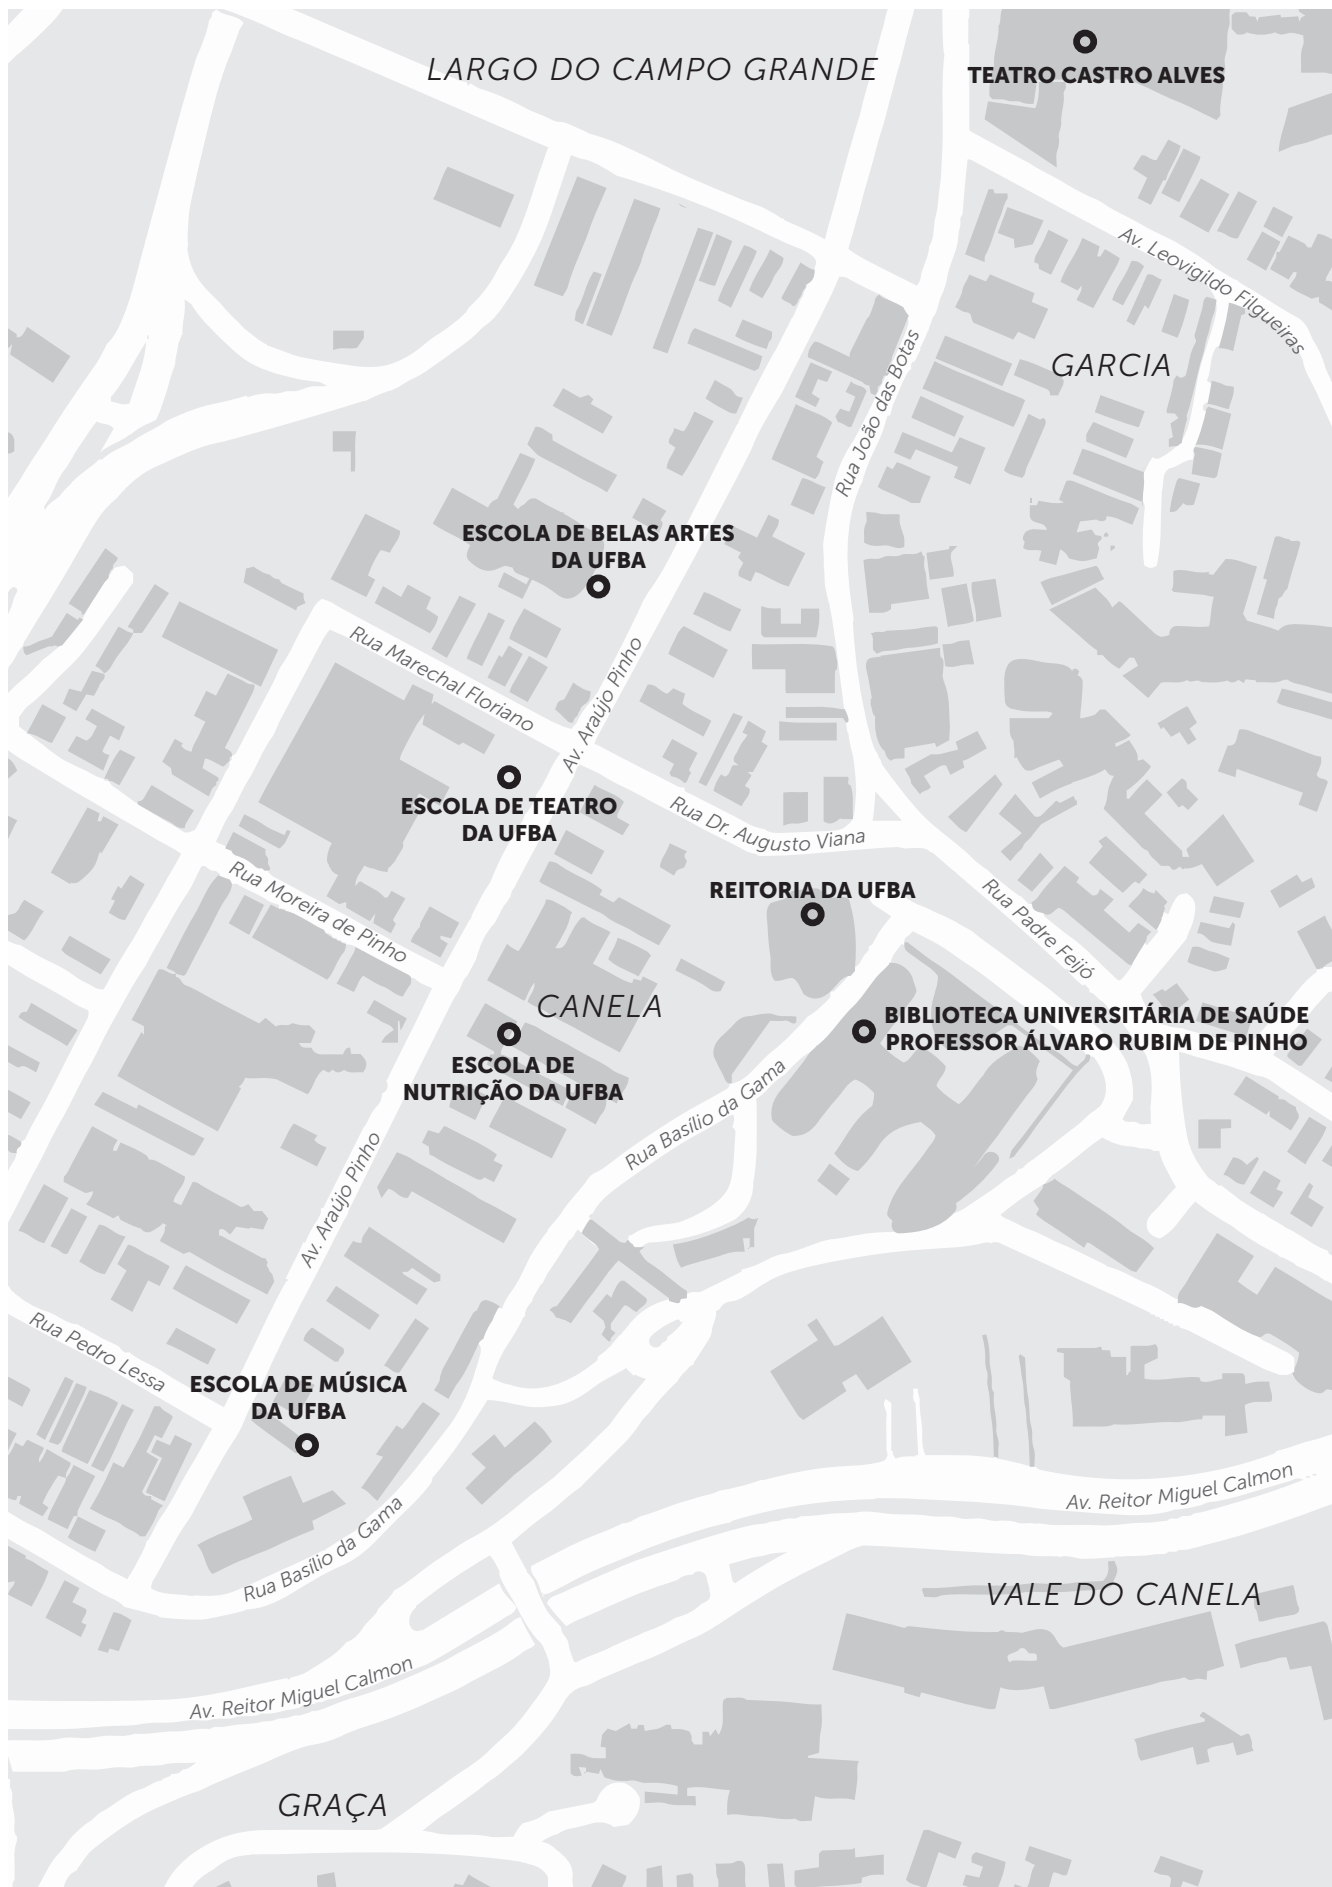 LARGO DO CAMPO GRANDE
TEATRO CASTRO ALVES
Av. Leovigildo Filgueiras
GARCIA
Rua João das Botas
ESCOLA DE BELAS ARTES
DA UFBA
Rua Marechal Floriano
Av. Araújo Pinho
ESCOLA DE TEATRO
DA UFBA
Rua Dr. Augusto Viana
Rua Moreira de Pinho
REITORIA DA UFBA
Rua Padre Feijó
CANELA
BIBLIOTECA UNIVERSITÁRIA DE SAÚDE
PROFESSOR ÁLVARO RUBIM DE PINHO
ESCOLA DE
NUTRIÇÃO DA UFBA
Rua Basílio da Gama
Av. Araújo Pinho
Rua Pedro Lessa
ESCOLA DE MÚSICA
DA UFBA
Av. Reitor Miguel Calmon
Rua Basílio da Gama
VALE DO CANELA
Av. Reitor Miguel Calmon
GRAÇA